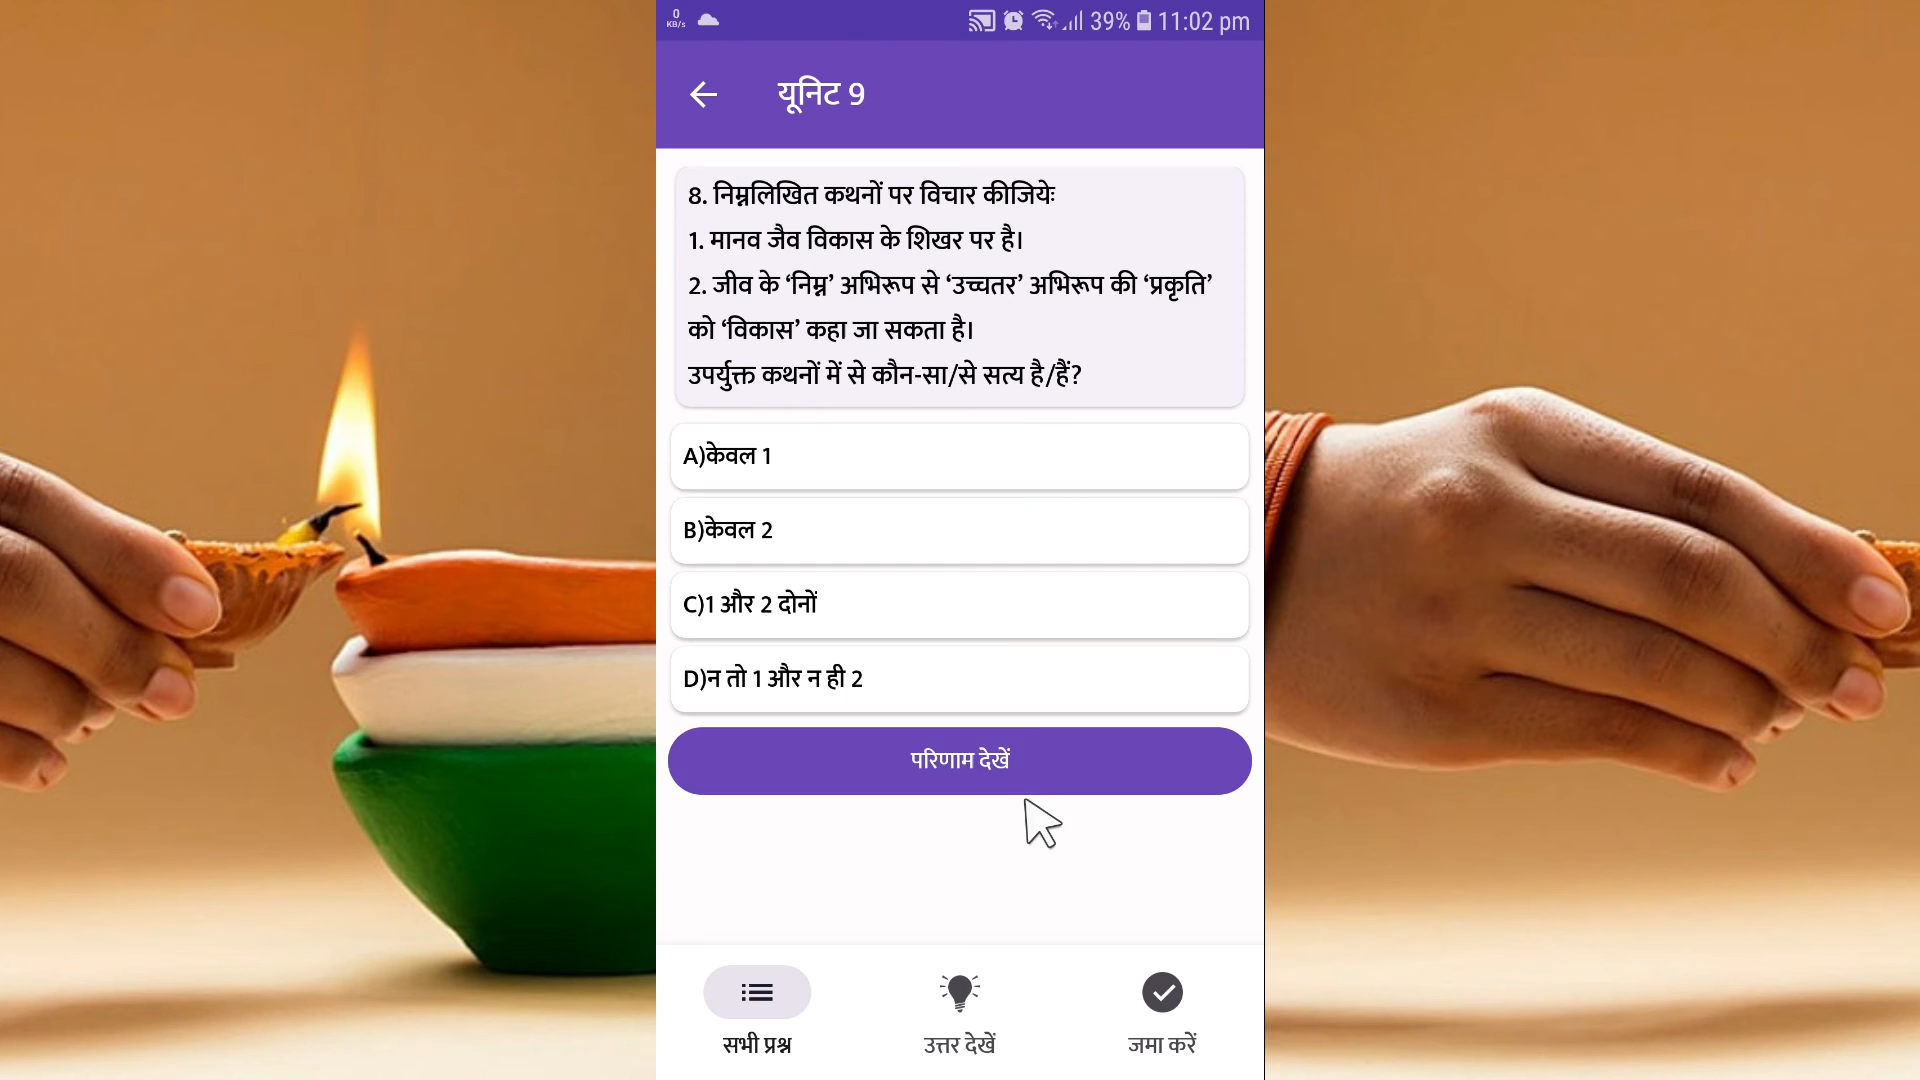 0
KB/s
39% 11:02 pm
यूनिट 9
8. निम्नलिखित कथनों पर विचार कीजियेः
1. मानव जैव विकास के शिखर पर है।
2. जीव के ‘निम्न’ अभिरूप से ‘उच्चतर’ अभिरूप की ‘प्रकृति’
को ‘विकास’ कहा जा सकता है।
उपर्युक्त कथनों में से कौन-सा/से सत्य है/हैं?
A)केवल 1
B)केवल 2
C)1 और 2 दोनों
D)न तो 1 और न ही 2
परिणाम देखें
सभी प्रश्न
उत्तर देखें
जमा करें